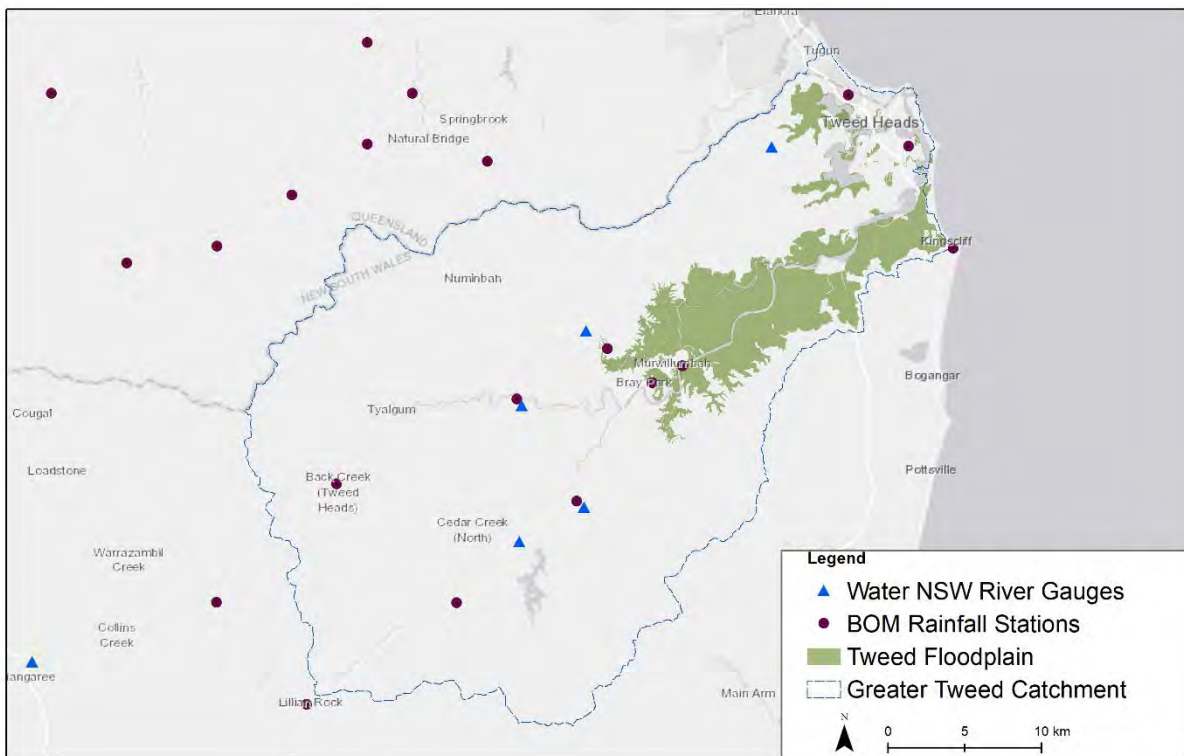 Elanora
Tugun
Tweed Heads
Springbrook
Natural Bridge
QUEENSLAND
NEW SOUTH WALES
Kingscliff
Numinbah
Murwillumbah
Bray Park
Bogangar
Cougal
Tyalgum
Loadstone
Pottsville
Back Creek
(Tweed
Heads)
Cedar Creek
(North)
Warrazambil
Creek
Collins
Creek
iangaree
Lillian Rock
Main Arm
Legend
Water NSW River Gauges
BOM Rainfall Stations
Tweed Floodplain
Greater Tweed Catchment
N
0 5 10 km